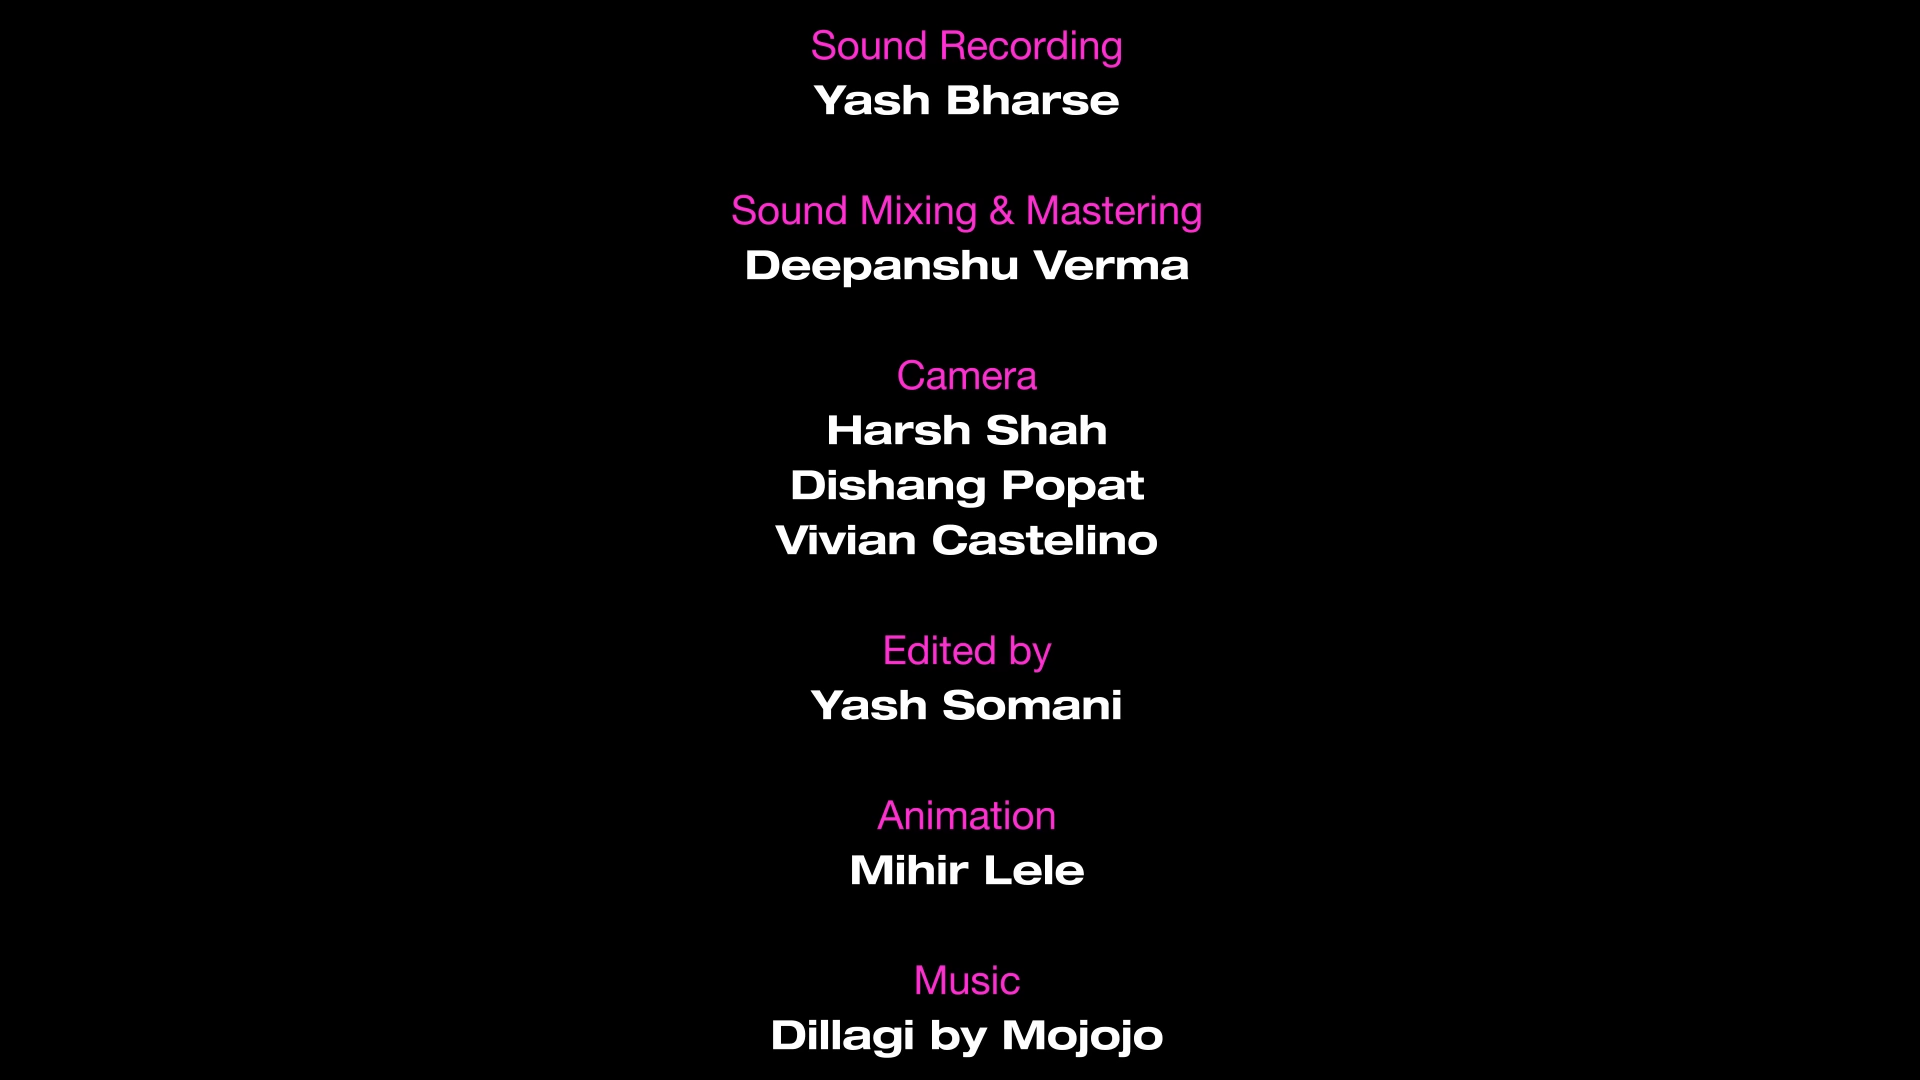 Sound Recording
Yash Bharse
Sound Mixing & Mastering
Deepanshu Verma
Camera
Harsh Shah
Dishang Popat
Vivian Castelino
Edited by
Yash Somani
Animation
Mihir Lele
Music
Dillagi by Mojojo